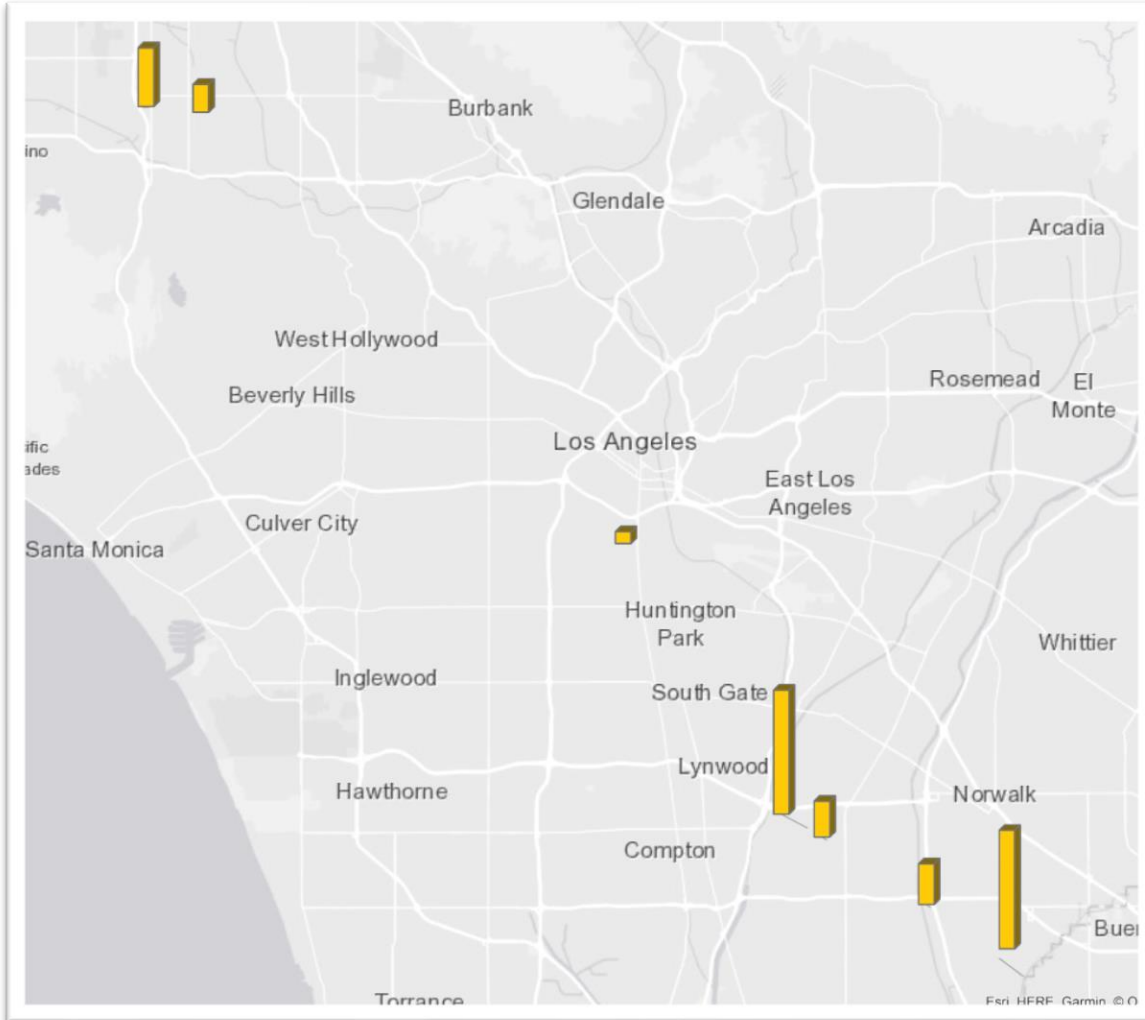 Burbank
ino
Glendale
Arcadia
West Hollywood
Rosemead
El
Monte
Beverly Hills
Los Angeles
ific
ades
East Los
Angeles
Culver City
Santa Monica
Huntington
Park
Whittier
Inglewood
South Gate
Lynwood
Hawthorne
Norwalk
Compton
Buer
Torrance
Esri, HERE, Garmin, © O